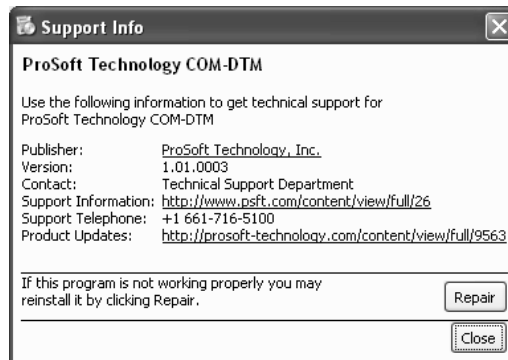 Support Info
ProSoft Technology COM-DTM
Use the following information to get technical support for
ProSoft Technology COM-DTM
Publisher: ProSoft Technology, Inc.
Version: 1.01.0003
Contact: Technical Support Department
Support Information: http://www.psft.com/content/view/full/26
Support Telephone: +1 661-716-5100
Product Updates: http://prosoft-technology.com/content/view/full/9563
If this program is not working properly you may
reinstall it by clicking Repair.
Repair
Close